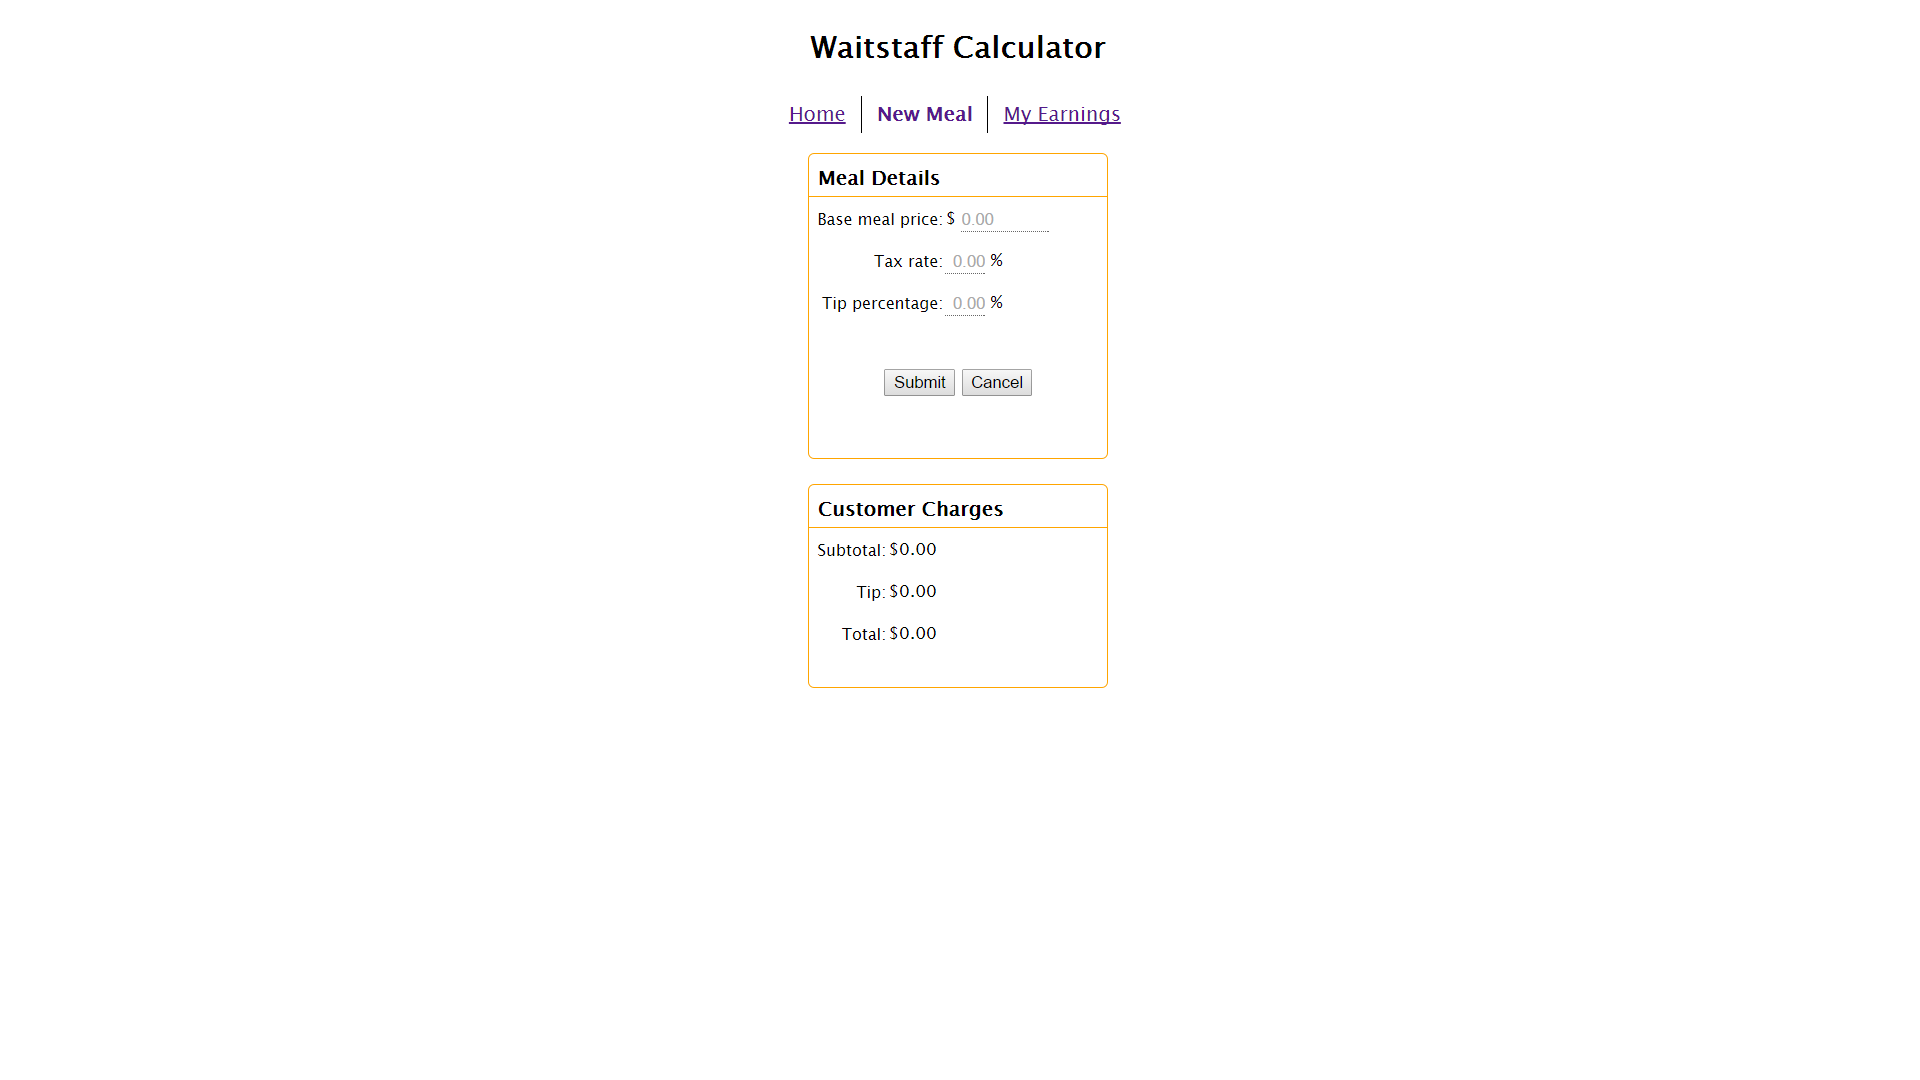 Waitstaff Calculator
Home New Meal My Earnings
Meal Details
Base meal price: $ 0.00
Tax rate: 0.00 %
Tip percentage: 0.00 %
Submit Cancel
Customer Charges
Subtotal: $0.00
Tip: $0.00
Total: $0.00